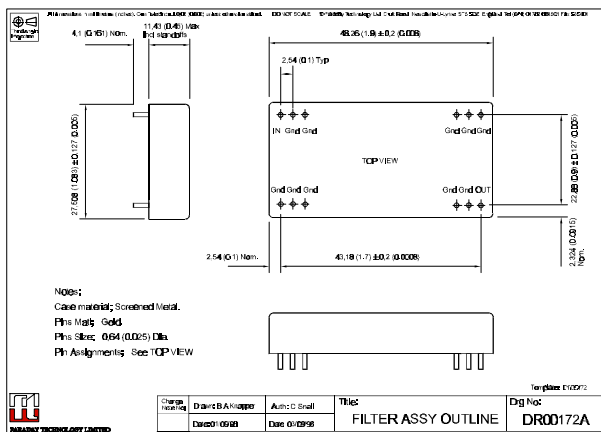 DO NOT SCALE
4,1 (0.161) Nom.
11,43 (0.45) Max
Incl standoffs
48,26 (1.9) ±0,2 (0.008)
2,54 (0.1) Typ
IN Gnd Gnd
Gnd Gnd Gnd
TOP VIEW
Gnd Gnd Gnd
Gnd Gnd OUT
27,508 (1.083) ±0.127 (0.005)
22,86 (0.9) ±0.127 (0.005)
2,54 (0.1) Nom.
43,18 (1.7) ±0,2 (0.0008)
2,324 (0.0915)
Nom.
Notes;
Case material; Screened Metal.
Pins Matl; Gold.
Pins Size; 0,64 (0.025) Dia.
Pin Assignments; See TOP VIEW
Change
Note No;
Drawn: B A Knapper
Auth: C Snall
Title:
Drg No:
FILTER ASSY OUTLINE
DR00172A
FARADAY TECHNOLOGY LIMITED